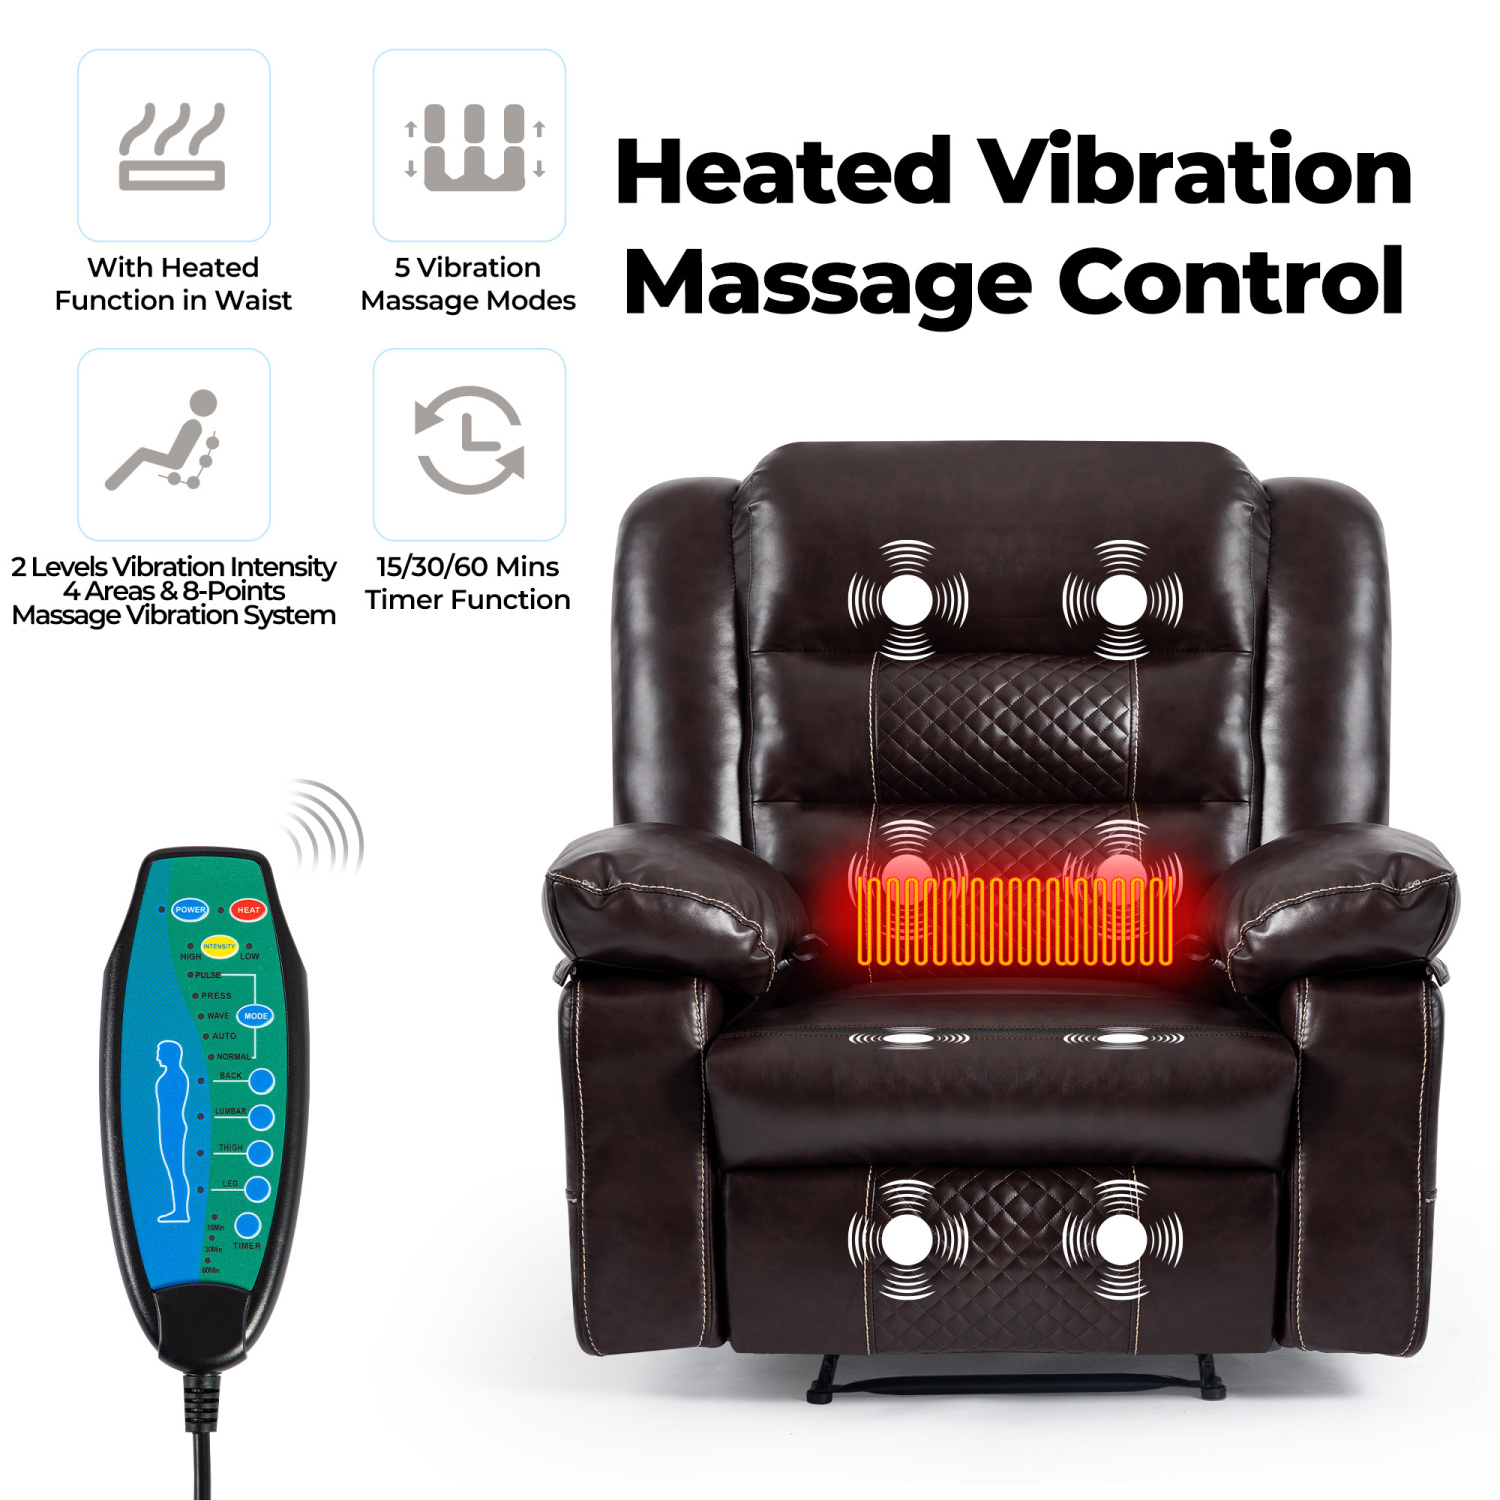 Heated Vibration
Massage Control
With Heated
Function in Waist
5 Vibration
Massage Modes
2 Levels Vibration Intensity
4 Areas & 8-Points
Massage Vibration System
15/30/60 Mins
Timer Function
POWER
HEAT
INTENSITY
HIGH
LOW
PULSE
PRESS
WAVE
MODE
AUTO
NORMAL
BACK
LUMBAR
THIGH
LEG
15Min
30Min
TIMER
60Min